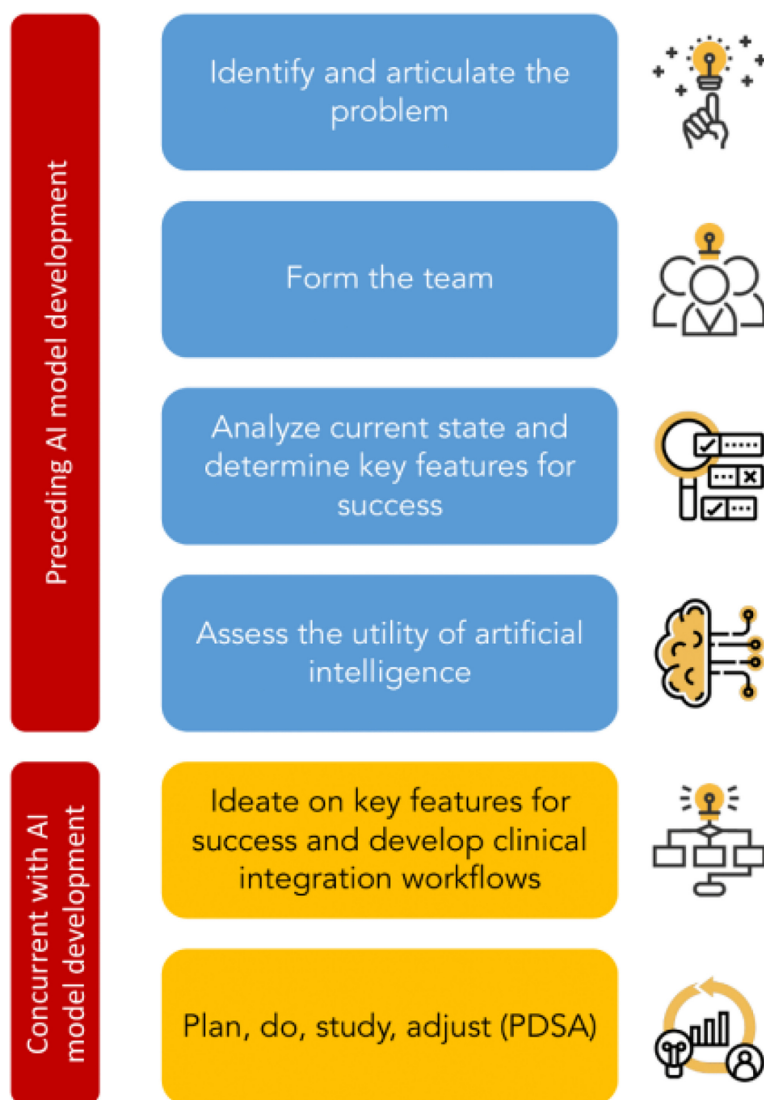 Preceding AI model development
Identify and articulate the
problem
Form the team
Analyze current state and
determine key features for
success
Assess the utility of artificial
intelligence
Concurrent with AI
model development
Ideate on key features for
success and develop clinical
integration workflows
Plan, do, study, adjust (PDSA)